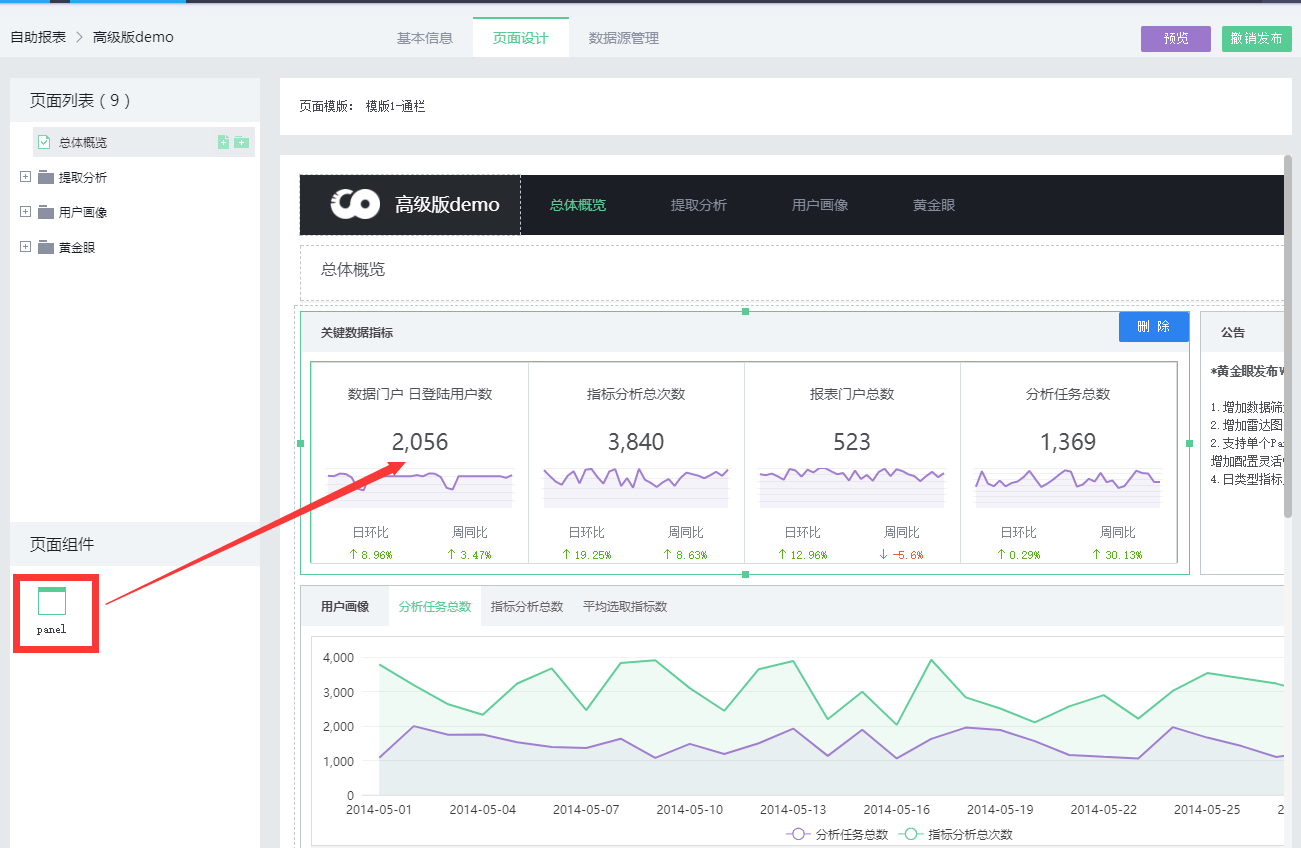 自助报表 > 高级版demo
基本信息 页面设计 数据源管理
预览 撤销发布
页面列表 ( 9 )
总体概览
提取分析
用户画像
黄金眼
页面组件
panel
页面模版: 模版1-通栏
高级版demo 总体概览 提取分析 用户画像 黄金眼
总体概览
关键数据指标 删 除
数据门户 日登陆用户数 指标分析总次数 报表门户总数 分析任务总数
2,056 3,840 523 1,369
日环比 周同比 日环比 周同比 日环比 周同比 日环比 周同比
↑ 8.96% ↑ 3.47% ↑ 19.25% ↑ 8.63% ↑ 12.96% ↓ -5.6% ↑ 0.29% ↑ 30.13%
公告
*黄金眼发布
1.增加数据筛
2.增加雷达图
2.支持单个Pa
增加配置灵活
4.日类型指标
用户画像 分析任务总数 指标分析总数 平均选取指标数
4,000
3,000
2,000
1,000
0
2014-05-01 2014-05-04 2014-05-07 2014-05-10 2014-05-13 2014-05-16 2014-05-19 2014-05-22 2014-05-25 2
分析任务总数 指标分析总次数